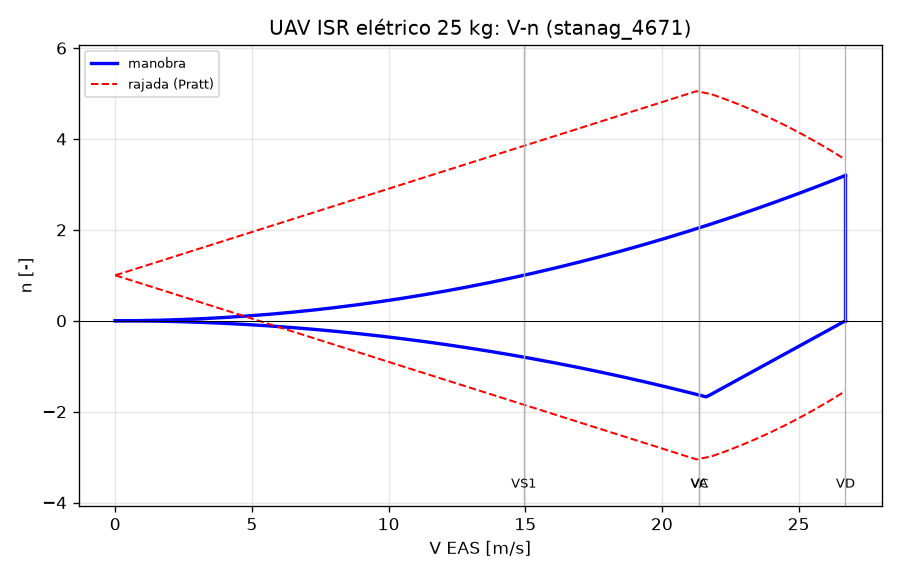 UAV ISR elétrico 25 kg: V-n (stanag_4671)
manobra
rajada (Pratt)
6
4
2
0
−2
−4
n [-]
VS1
VD
0
5
10
15
20
25
V EAS [m/s]